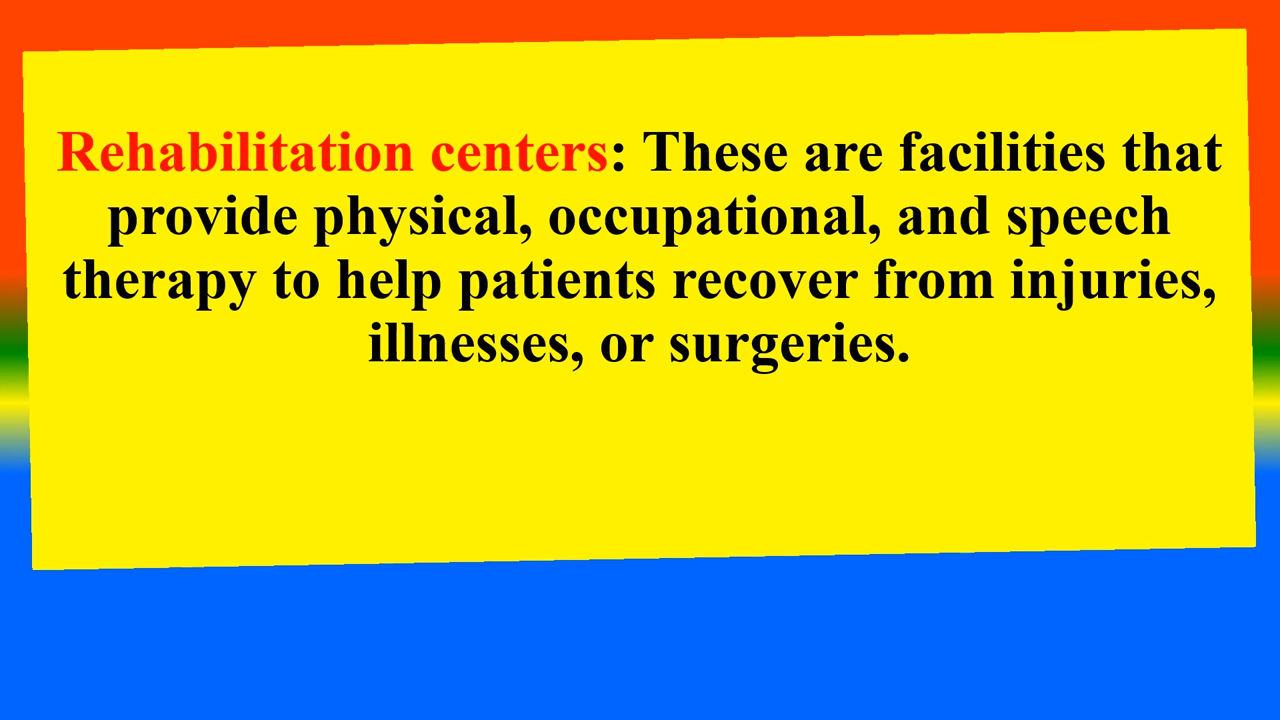 Rehabilitation centers: These are facilities that
provide physical, occupational, and speech
therapy to help patients recover from injuries,
illnesses, or surgeries.